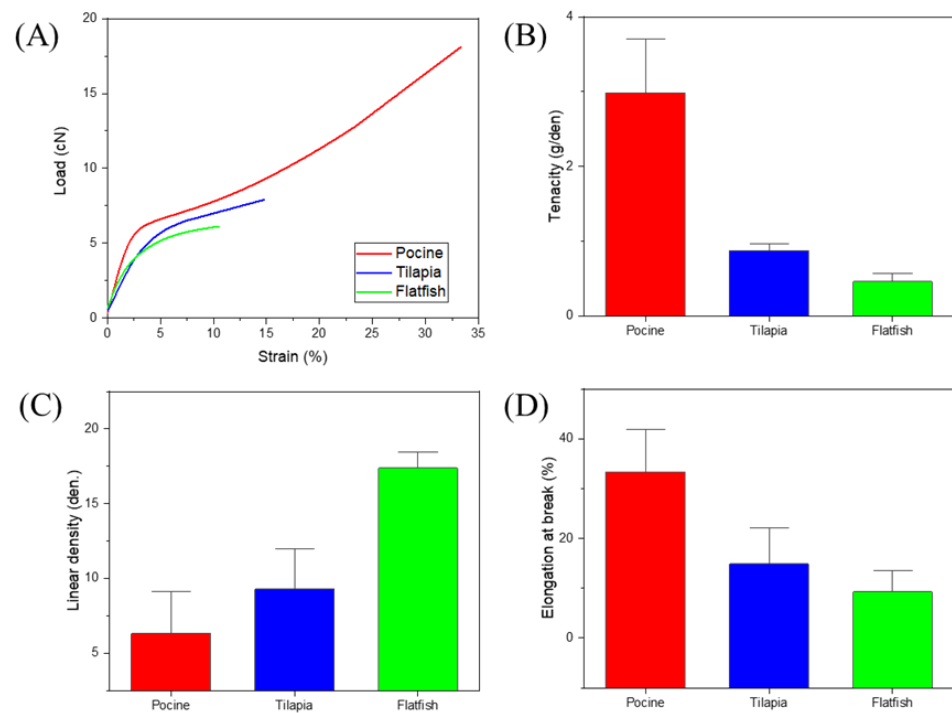 (A)
20
15
10
5
0
Load (cN)
Pocine
Tilapia
Flatfish
0 5 10 15 20 25 30 35
Strain (%)
(B)
4
2
0
Tenacity (g/den)
Pocine Tilapia Flatfish
(C)
20
15
10
5
Linear density (den.)
Pocine Tilapia Flatfish
(D)
40
20
0
Elongation at break (%)
Pocine Tilapia Flatfish